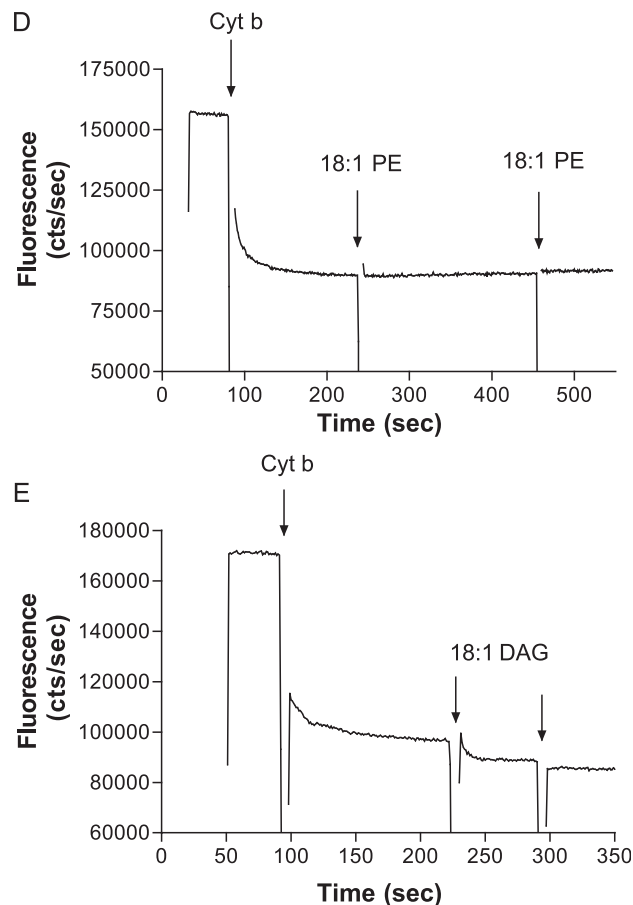 D
Cyt b
175000
150000
125000
100000
75000
50000
18:1 PE
18:1 PE
Fluorescence
(cts/sec)
0 100 200 300 400 500
Time (sec)
E
Cyt b
180000
160000
140000
120000
100000
80000
60000
18:1 DAG
Fluorescence
(cts/sec)
0 50 100 150 200 250 300 350
Time (sec)